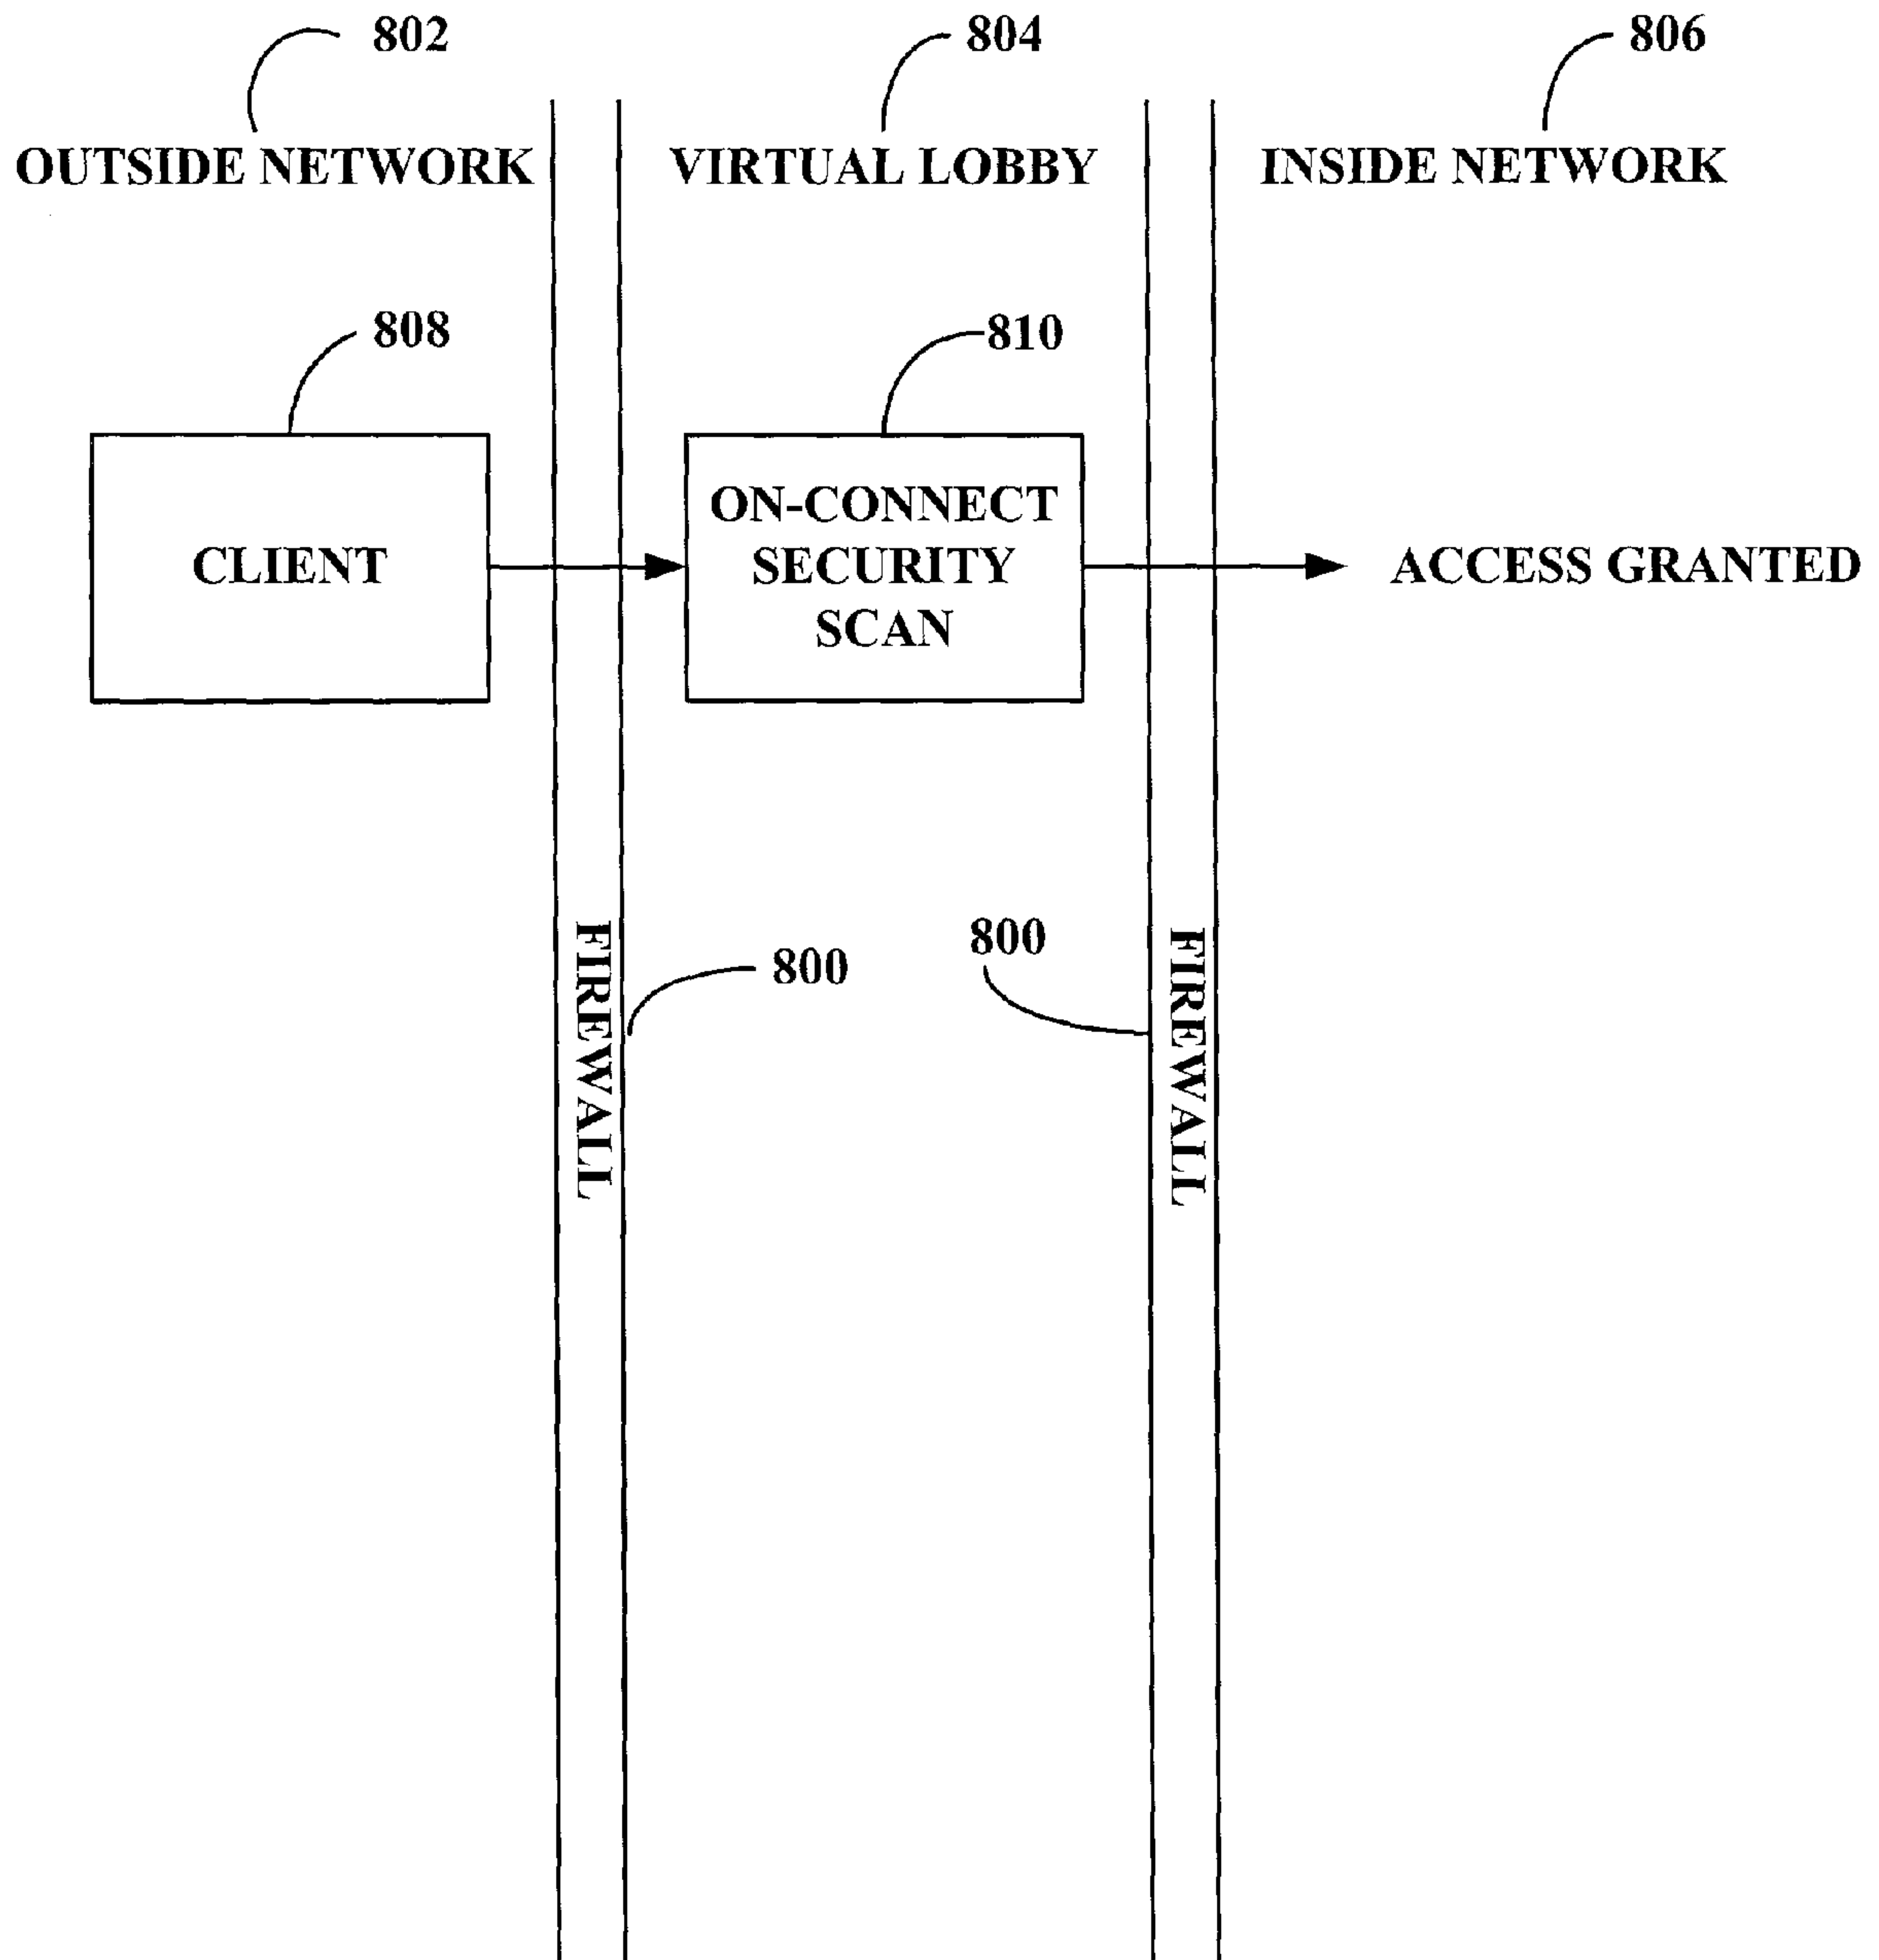 802
804
806
OUTSIDE NETWORK
VIRTUAL LOBBY
INSIDE NETWORK
808
810
CLIENT
ON-CONNECT
SECURITY
SCAN
ACCESS GRANTED
FIREWALL
800
800
FIREWALL